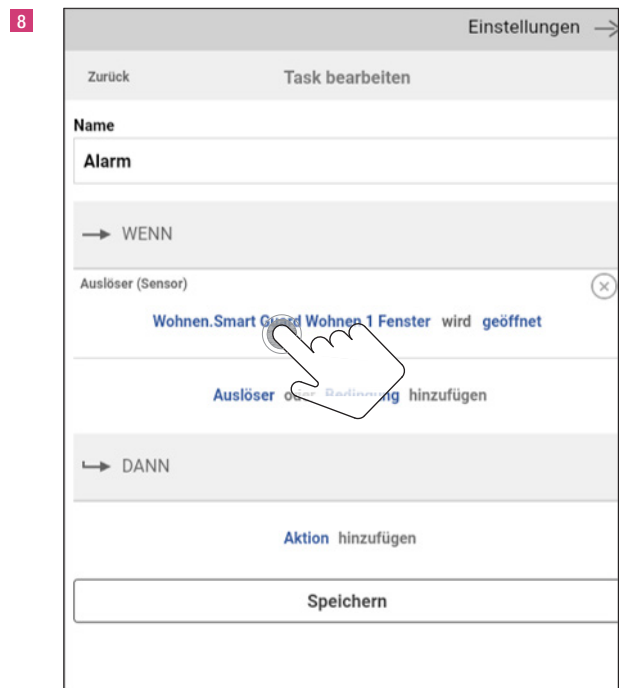 8
Einstellungen
Zurück Task bearbeiten
Name
Alarm
WENN
Auslöser (Sensor)
Wohnen.Smart Guard Wohnen 1 Fenster wird geöffnet
Auslöser oder Bedingung hinzufügen
DANN
Aktion hinzufügen
Speichern